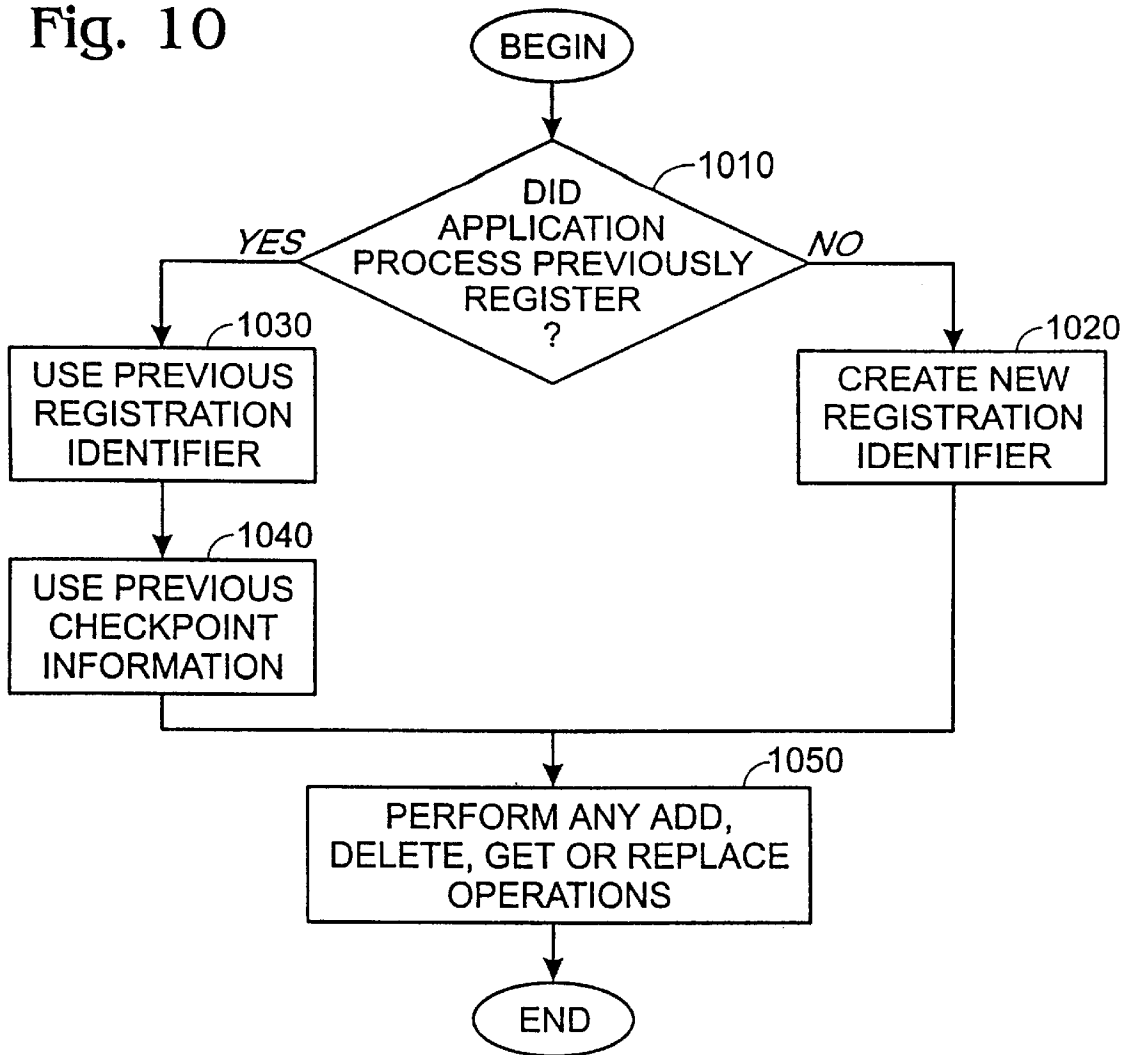 Fig. 10
BEGIN
1010
DID
APPLICATION
PROCESS PREVIOUSLY
REGISTER
?
YES
NO
1030
USE PREVIOUS
REGISTRATION
IDENTIFIER
1020
CREATE NEW
REGISTRATION
IDENTIFIER
1040
USE PREVIOUS
CHECKPOINT
INFORMATION
1050
PERFORM ANY ADD,
DELETE, GET OR REPLACE
OPERATIONS
END